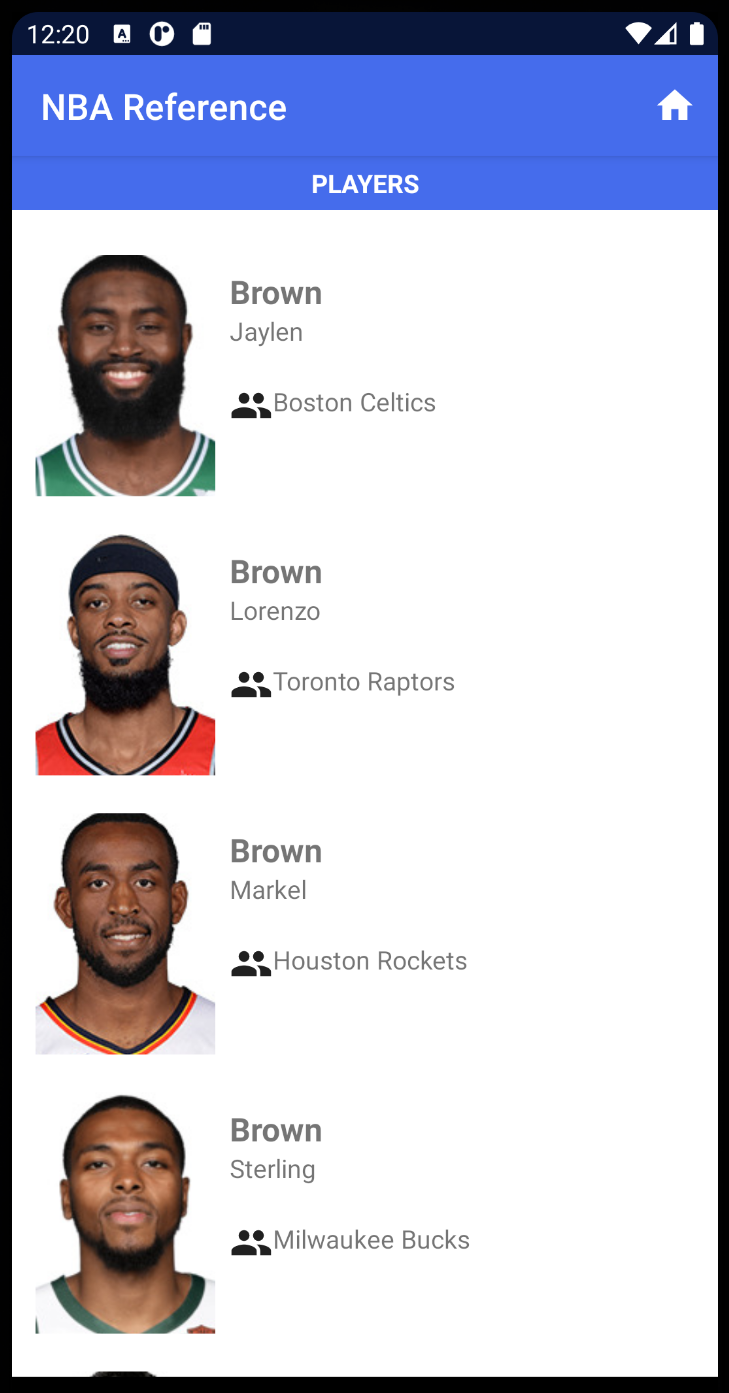 12:20
NBA Reference
PLAYERS
Brown
Jaylen
Boston Celtics
Brown
Lorenzo
Toronto Raptors
Brown
Markel
Houston Rockets
Brown
Sterling
Milwaukee Bucks